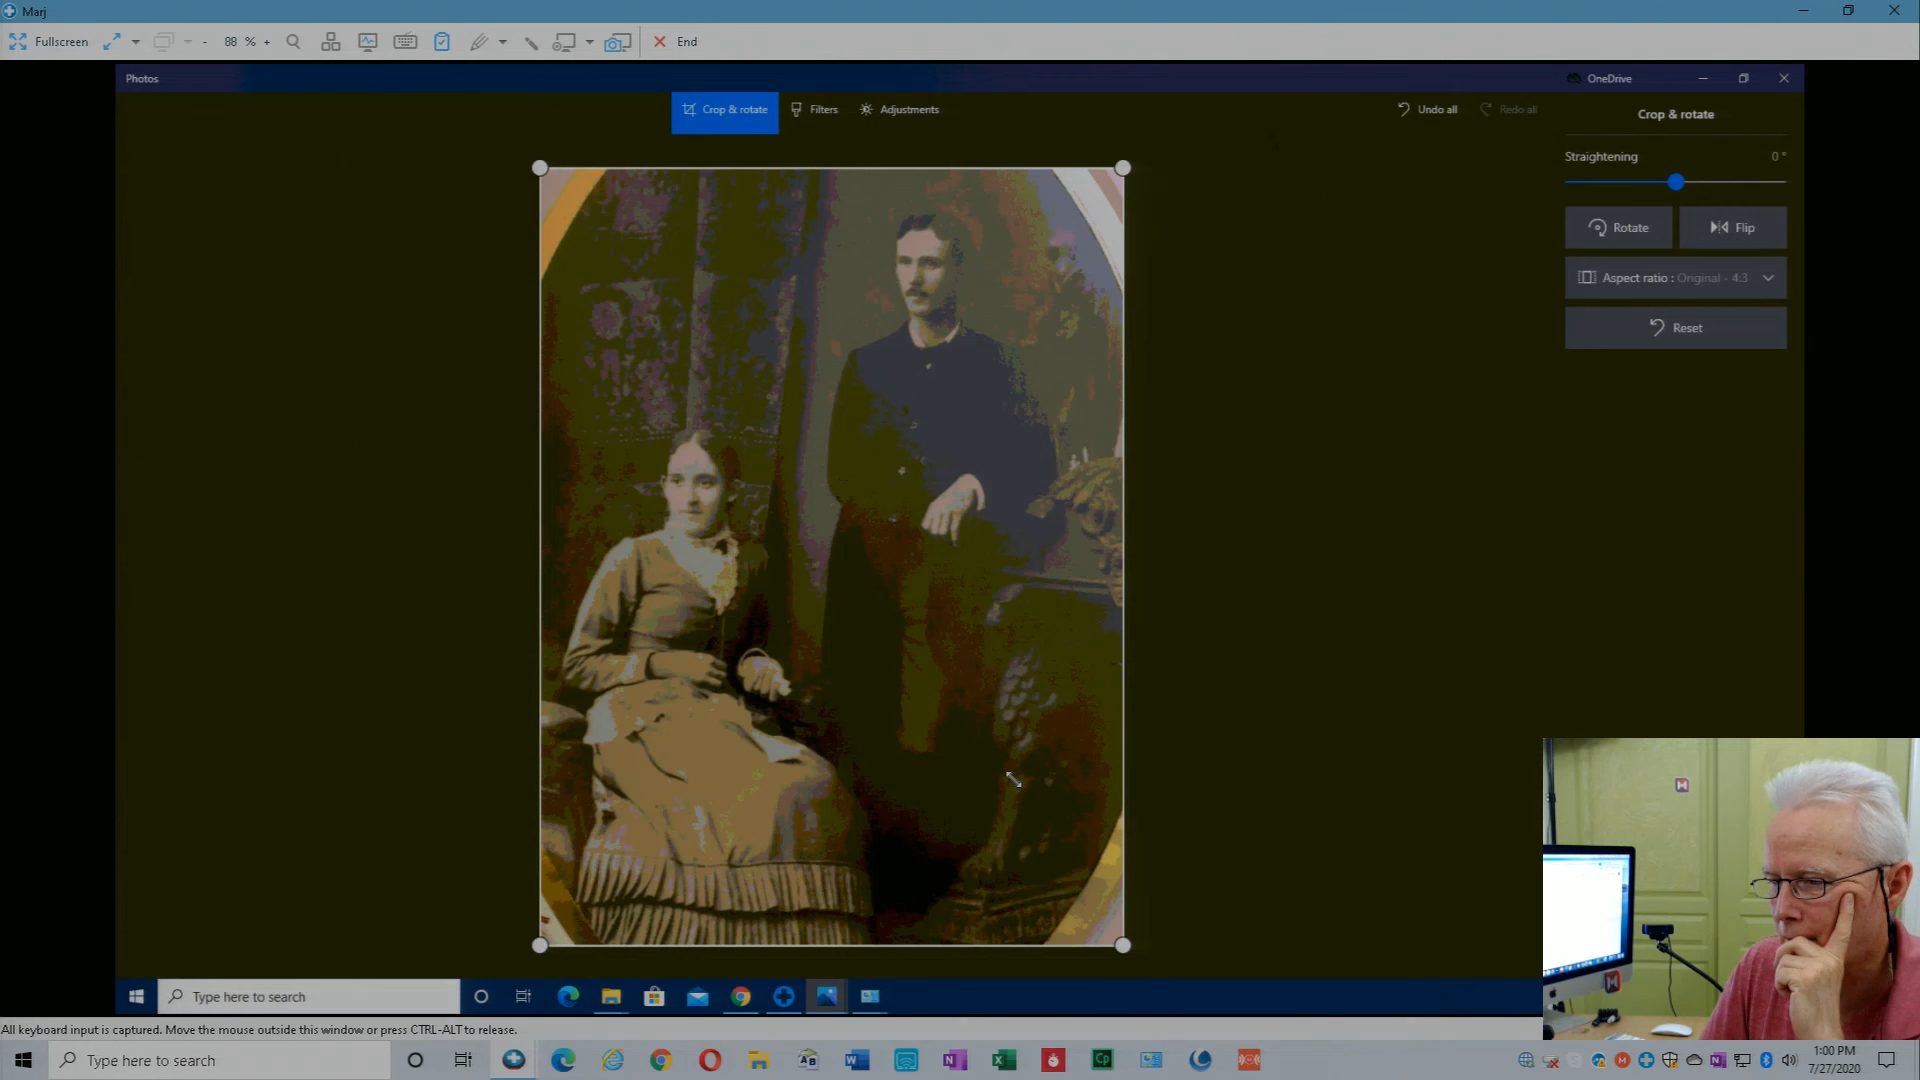 Marj
Fullscreen - 88 % + End
Photos OneDrive
Crop & rotate Filters Adjustments Undo all Redo all
Crop & rotate
Straightening 0 °
Rotate Flip
Aspect ratio : Original - 4:3
Reset
Type here to search
All keyboard input is captured. Move the mouse outside this window or press CTRL-ALT to release.
Type here to search
1:00 PM
7/27/2020